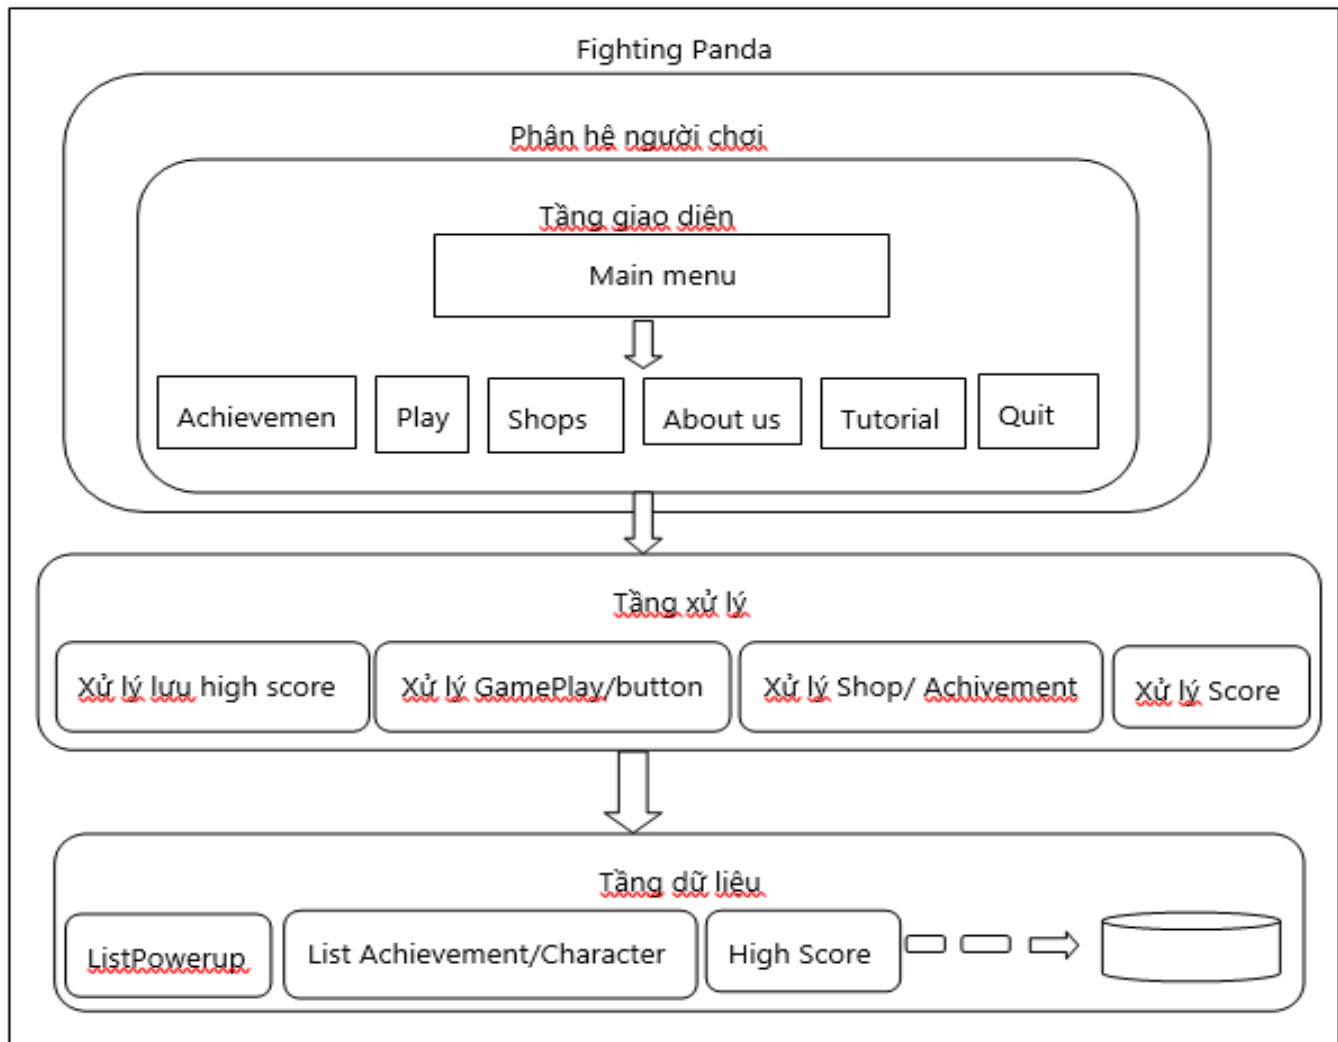 Fighting Panda
Phân hệ người chơi
Tầng giao diện
Main menu
Achievemen
Play
Shops
About us
Tutorial
Quit
Tầng xử lý
Xử lý lưu high score
Xử lý GamePlay/button
Xử lý Shop/ Achivement
Xử lý Score
Tầng dữ liệu
ListPowerup
List Achievement/Character
High Score